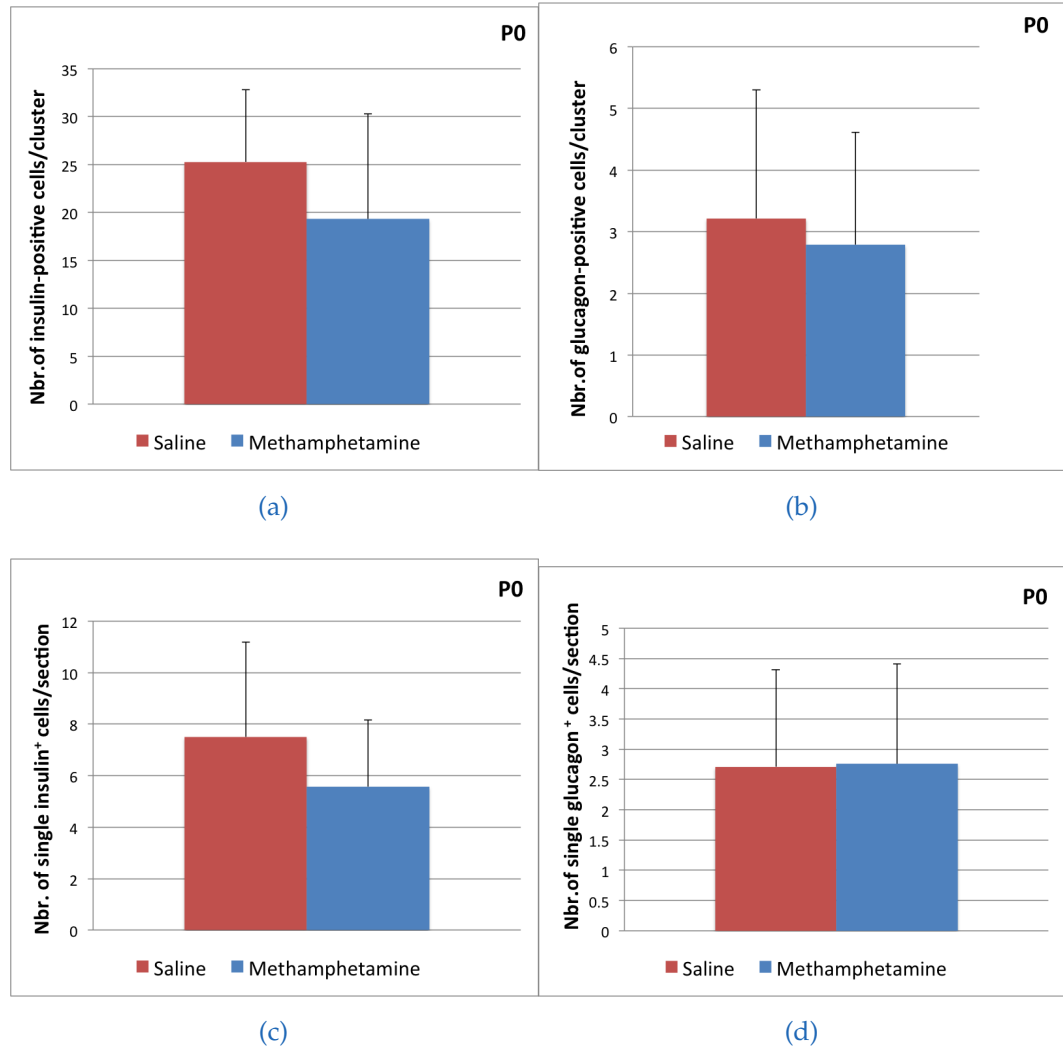 P0
Nbr.of insulin-positive cells/cluster
35
30
25
20
15
10
5
0
Saline Methamphetamine
(a)
P0
Nbr.of glucagon-positive cells/cluster
6
5
4
3
2
1
0
Saline Methamphetamine
(b)
P0
Nbr. of single insulin⁺ cells/section
12
10
8
6
4
2
0
Saline Methamphetamine
(c)
P0
Nbr.of single glucagon ⁺ cells/section
5
4.5
4
3.5
3
2.5
2
1.5
1
0.5
0
Saline Methamphetamine
(d)